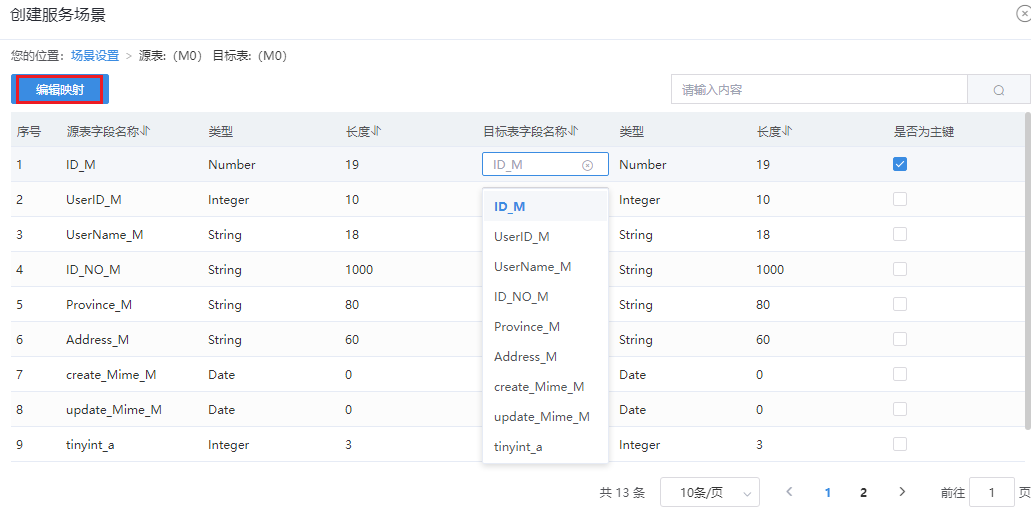 创建服务场景
您的位置: 场景设置 > 源表: (M0) 目标表: (M0)
编辑映射
请输入内容
序号 源表字段名称 类型 长度 目标表字段名称 类型 长度 是否为主键
1 ID_M Number 19 ID_M Number 19
2 UserID_M Integer 10 Integer 10
3 UserName_M String 18 String 18
4 ID_NO_M String 1000 String 1000
5 Province_M String 80 String 80
6 Address_M String 60 String 60
7 create_Mime_M Date 0 Date 0
8 update_Mime_M Date 0 Date 0
9 tinyint_a Integer 3 Integer 3
ID_M
UserID_M
UserName_M
ID_NO_M
Province_M
Address_M
create_Mime_M
update_Mime_M
tinyint_a
共 13 条 10条/页 < 1 2 > 前往 1 页